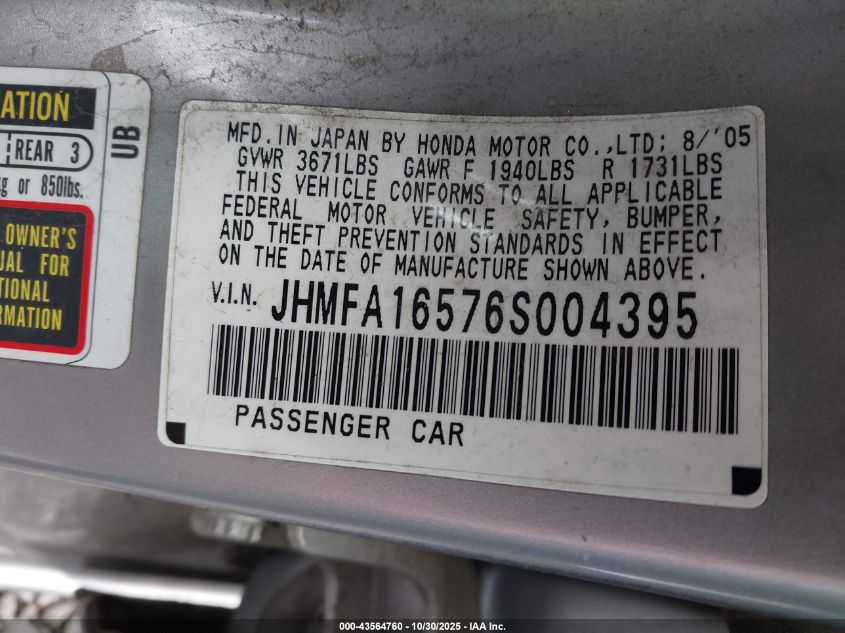 ATION
REAR 3
kg or 850lbs.
OWNER'S
UAL FOR
TIONAL
RMATION
UB
MFD.IN JAPAN BY HONDA MOTOR CO.,LTD; 8/'05
GVWR 3671LBS GAWR F 1940LBS R 1731LBS
THIS VEHICLE CONFORMS TO ALL APPLICABLE
FEDERAL MOTOR VEHICLE SAFETY, BUMPER,
AND THEFT PREVENTION STANDARDS IN EFFECT
ON THE DATE OF MANUFACTURE SHOWN ABOVE.
V.I.N. JHMFA16576S004395
PASSENGER CAR
000-43564760 - 10/30/2025 - IAA Inc.